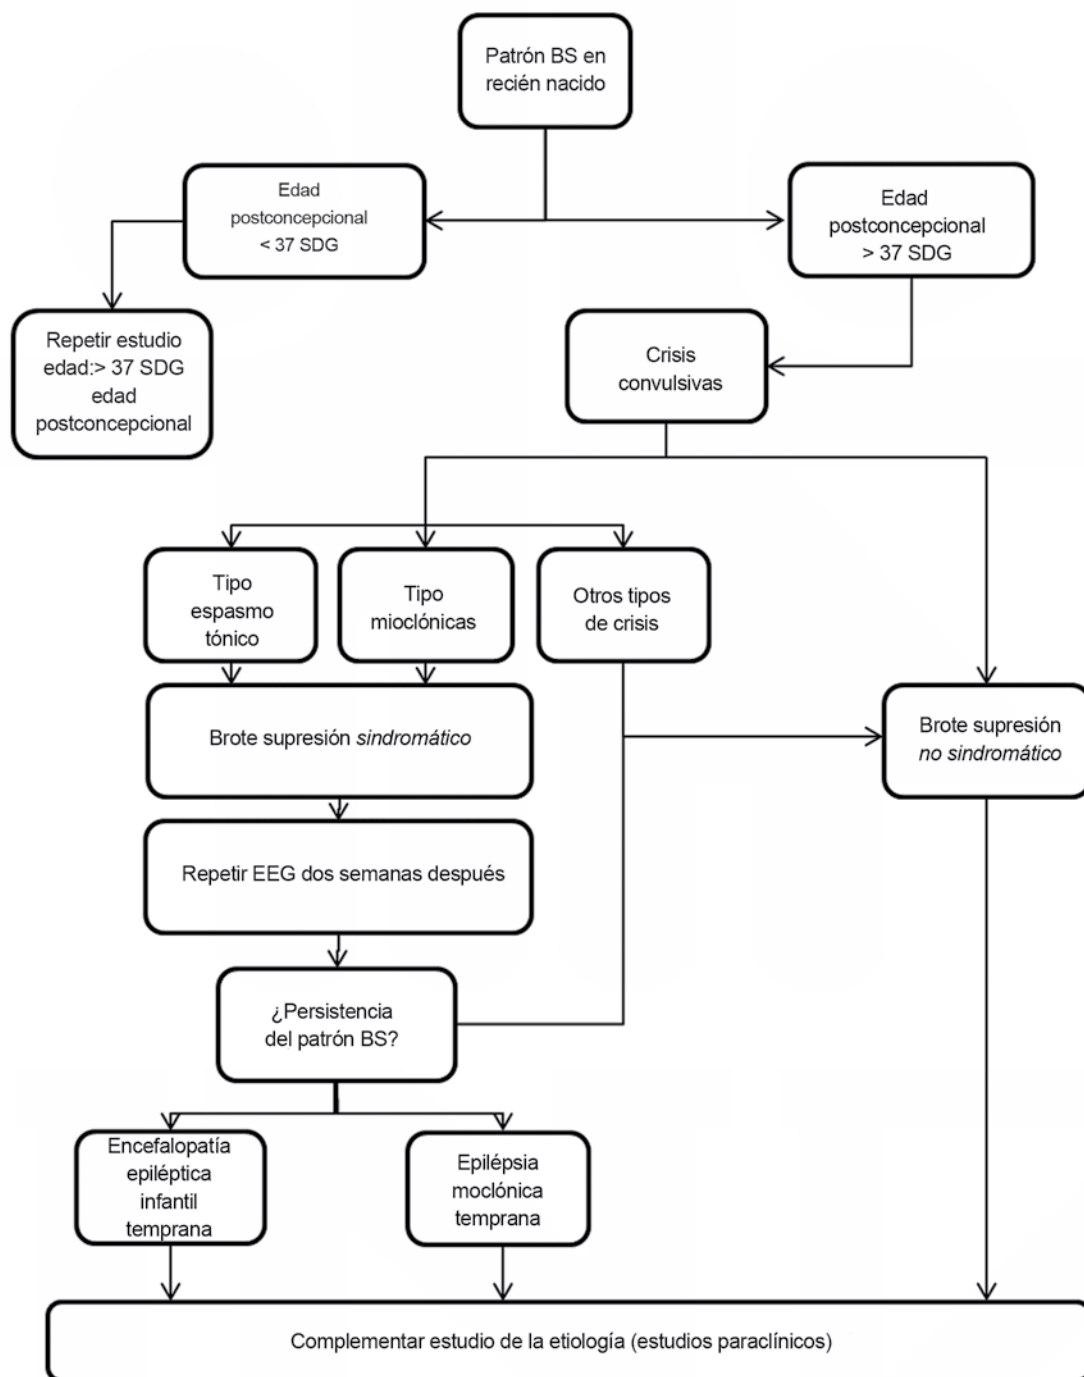 Patrón BS en
recién nacido
Edad
postconcepcional
< 37 SDG
Edad
postconcepcional
> 37 SDG
Repetir estudio
edad:> 37 SDG
edad
postconcepcional
Crisis
convulsivas
Tipo
espasmo
tónico
Tipo
mioclónicas
Otros tipos
de crisis
Brote supresión sindromático
Brote supresión
no sindromático
Repetir EEG dos semanas después
¿Persistencia
del patrón BS?
Encefalopatía
epiléptica
infantil
temprana
Epilépsia
moclónica
temprana
Complementar estudio de la etiología (estudios paraclínicos)